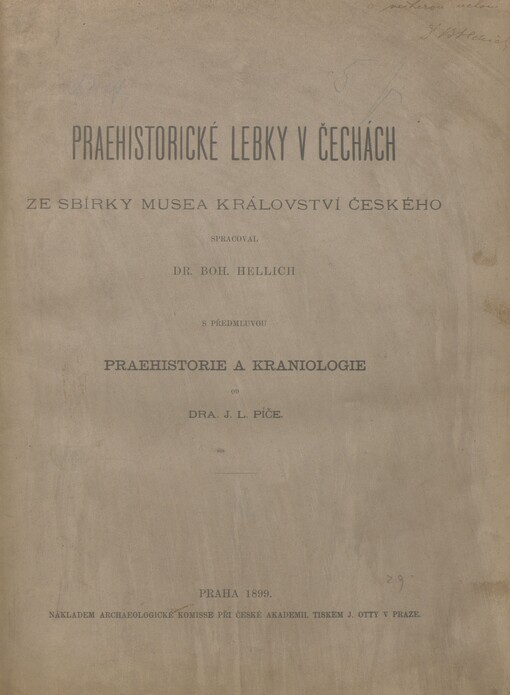 PRAEHISTORICKÉ LEBKY V ČECHÁCH
ZE SBÍRKY MUSEA KRÁLOVSTVÍ ČESKÉHO
SPRACOVAL
DR. BOH. HELLICH
S PŘEDMLUVOU
PRAEHISTORIE A KRANIOLOGIE
OD
DRA. J. L. PÍČE.
PRAHA 1899.
NÁKLADEM ARCHAEOLOGICKÉ KOMISSE PŘI ČESKÉ AKADEMII, TISKEM J. OTTY V PRAZE.